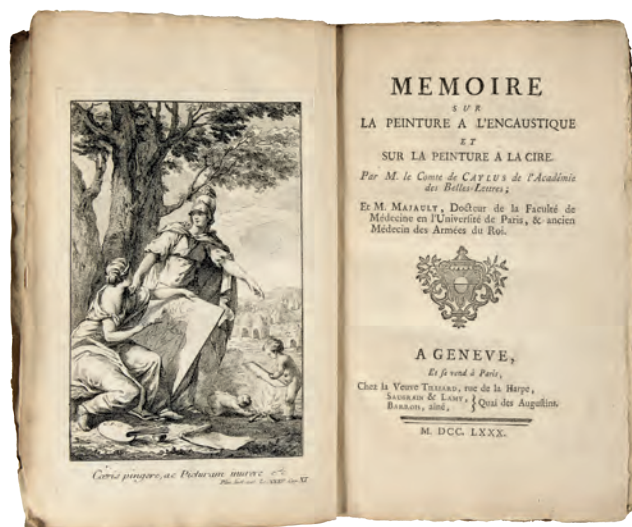 Ceris pingere, ac Picturam inurere &c.
MEMOIRE
SUR
LA PEINTURE A L'ENCAUSTIQUE
ET
SUR LA PEINTURE A LA CIRE.
Par M. le Comte de CAYLUS de l'Académie
des Belles-Lettres;
Et M. MAJAULT, Docteur de la Faculté de
Médecine en l'Université de Paris, & ancien
Médecin des Armées du Roi.
A GENEVE,
Et se vend à Paris,
Chez la Veuve TILLIARD, rue de la Harpe,
SAUGRAIN & LAMY, } Quai des Augustins.
BARROIS, aîné,
M. DCC. LXXX.